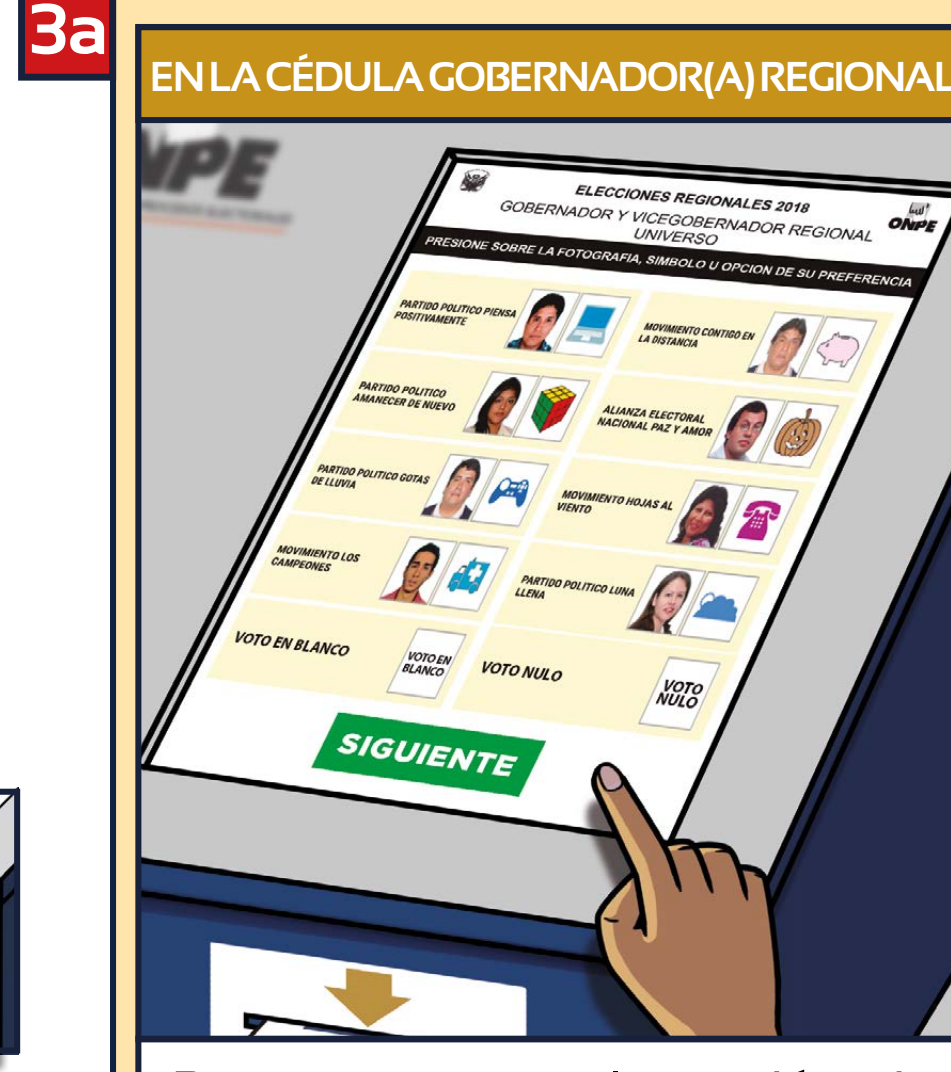 3a
EN LA CÉDULA GOBERNADOR(A) REGIONAL
ONPE
ELECCIONES REGIONALES 2018
GOBERNADOR Y VICEGOBERNADOR REGIONAL
UNIVERSO
ONPE
PRESIONE SOBRE LA FOTOGRAFIA, SIMBOLO U OPCION DE SU PREFERENCIA
PARTIDO POLITICO PIENSA
POSITIVAMENTE
MOVIMIENTO CONTIGO EN
LA DISTANCIA
PARTIDO POLITICO
AMANECER DE NUEVO
ALIANZA ELECTORAL
NACIONAL PAZ Y AMOR
PARTIDO POLITICO GOTAS
DE LLUVIA
MOVIMIENTO HOJAS AL
VIENTO
MOVIMIENTO LOS
CAMPEONES
PARTIDO POLITICO LUNA
LLENA
VOTO EN BLANCO
VOTO EN
BLANCO
VOTO NULO
VOTO
NULO
SIGUIENTE